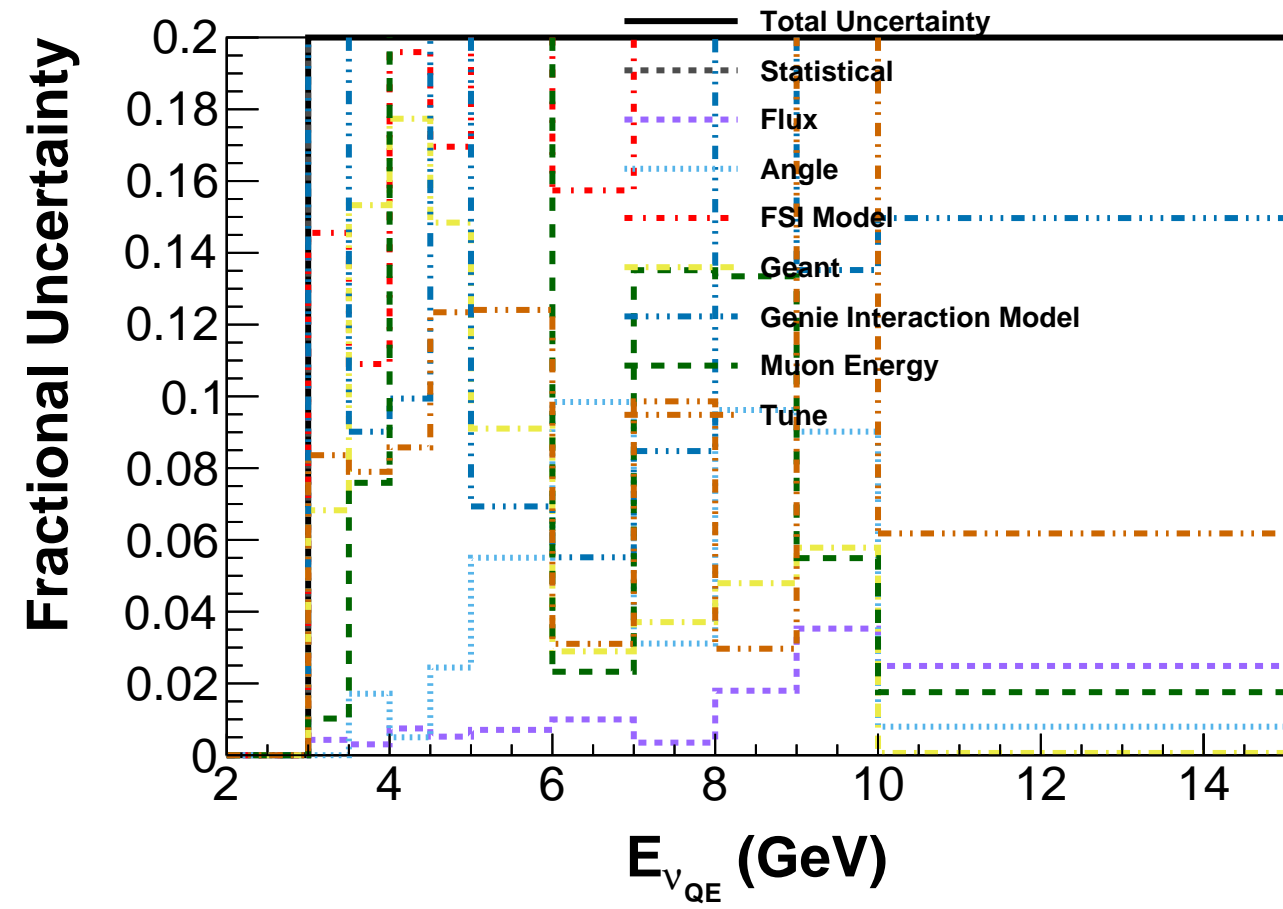 Total Uncertainty
Statistical
Flux
Angle
FSI Model
Geant
Genie Interaction Model
Muon Energy
Tune
Fractional Uncertainty
0.2
0.18
0.16
0.14
0.12
0.1
0.08
0.06
0.04
0.02
0
2 4 6 8 10 12 14
E_ν_QE (GeV)